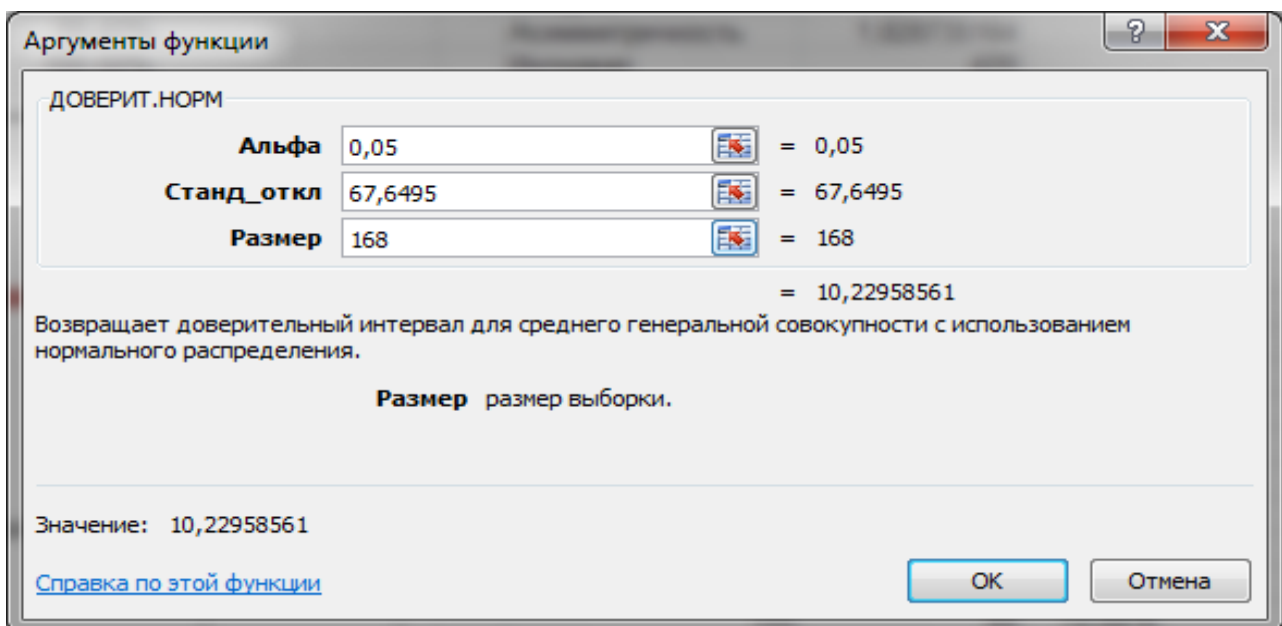 Аргументы функции
?
ДОВЕРИТ.НОРМ
Альфа 0,05 = 0,05
Станд_откл 67,6495 = 67,6495
Размер 168 = 168
= 10,22958561
Возвращает доверительный интервал для среднего генеральной совокупности с использованием
нормального распределения.
Размер размер выборки.
Значение: 10,22958561
Справка по этой функции
ОК Отмена